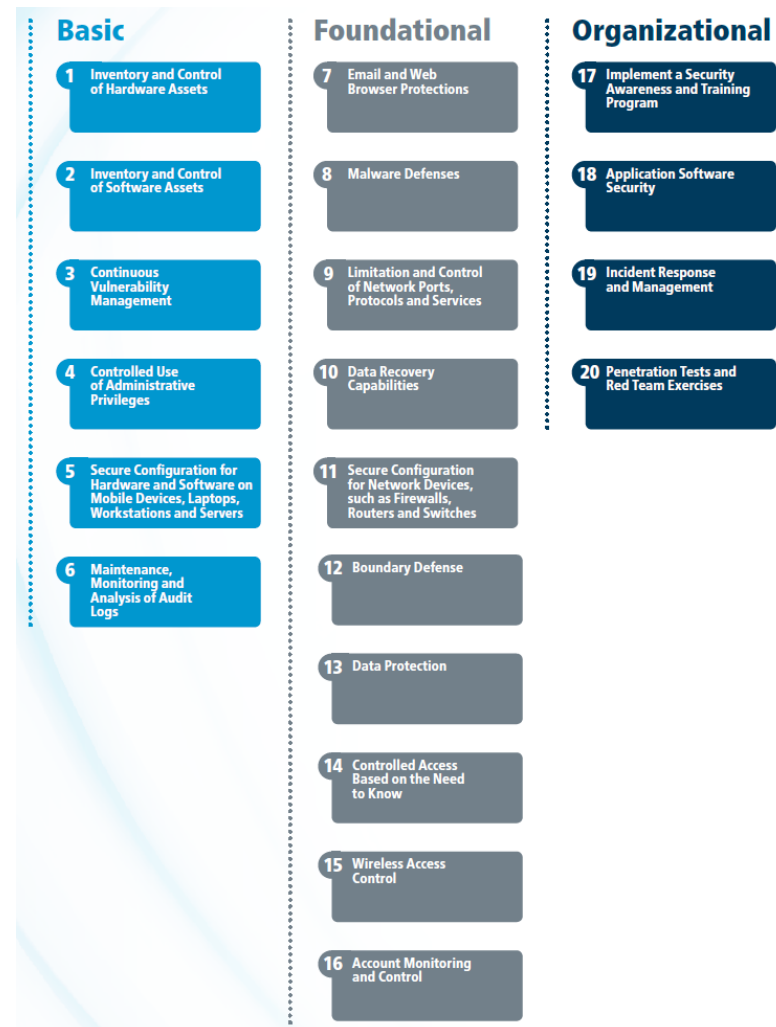 Basic
1 Inventory and Control
of Hardware Assets
2 Inventory and Control
of Software Assets
3 Continuous
Vulnerability
Management
4 Controlled Use
of Administrative
Privileges
5 Secure Configuration for
Hardware and Software on
Mobile Devices, Laptops,
Workstations and Servers
6 Maintenance,
Monitoring and
Analysis of Audit
Logs
Foundational
7 Email and Web
Browser Protections
8 Malware Defenses
9 Limitation and Control
of Network Ports,
Protocols and Services
10 Data Recovery
Capabilities
11 Secure Configuration
for Network Devices,
such as Firewalls,
Routers and Switches
12 Boundary Defense
13 Data Protection
14 Controlled Access
Based on the Need
to Know
15 Wireless Access
Control
16 Account Monitoring
and Control
Organizational
17 Implement a Security
Awareness and Training
Program
18 Application Software
Security
19 Incident Response
and Management
20 Penetration Tests and
Red Team Exercises